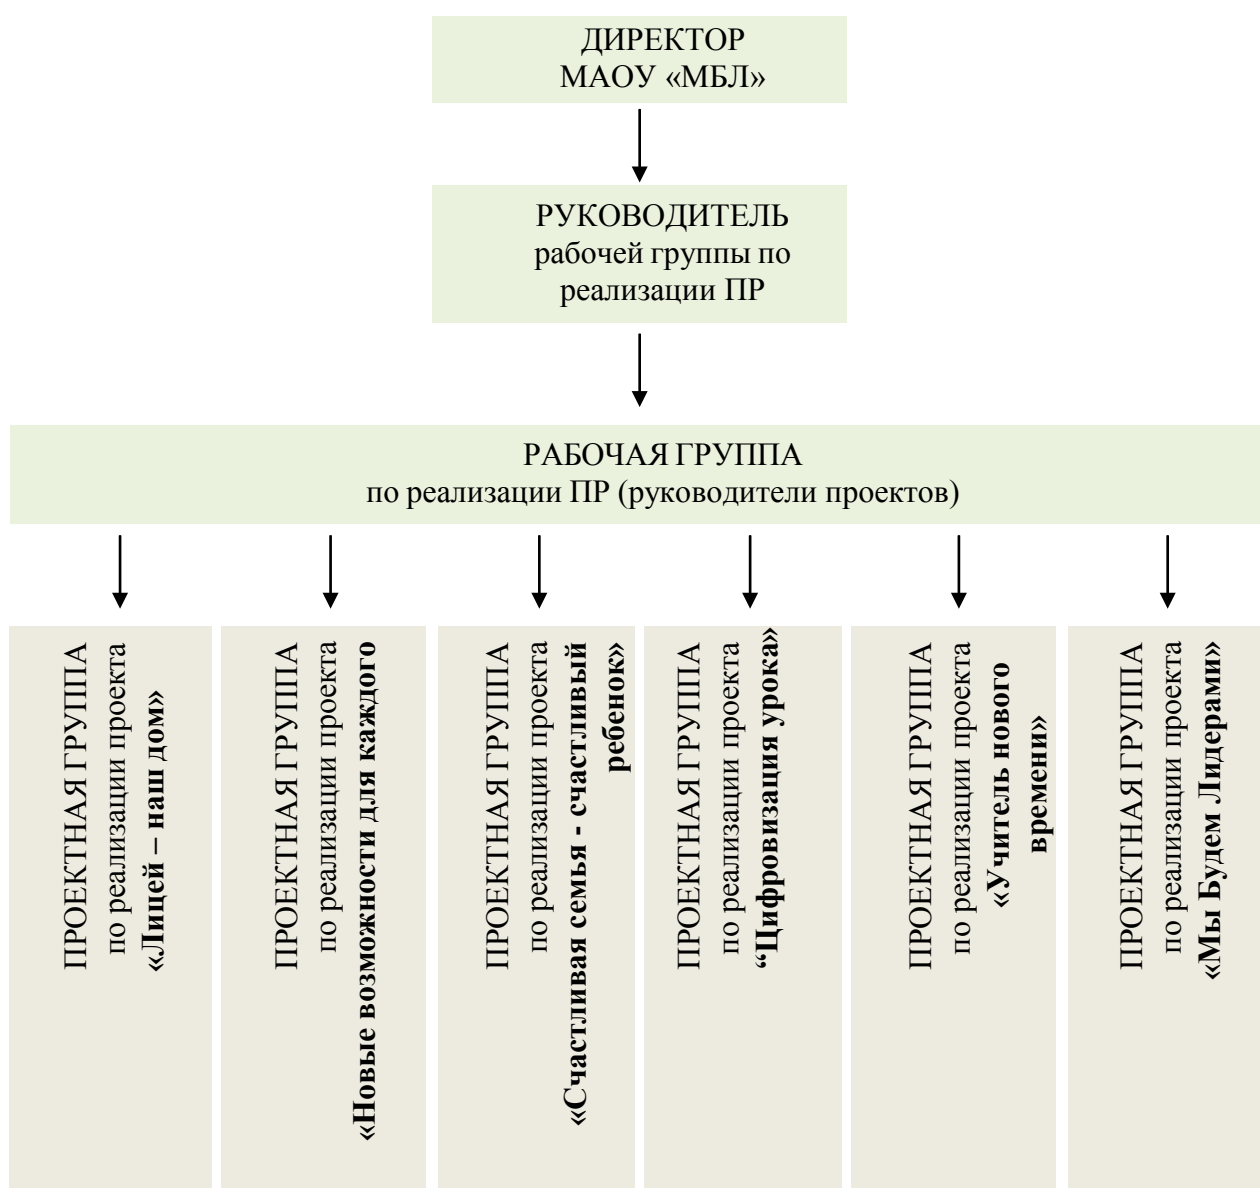 ДИРЕКТОР
МАОУ «МБЛ»
РУКОВОДИТЕЛЬ
рабочей группы по
реализации ПР
РАБОЧАЯ ГРУППА
по реализации ПР (руководители проектов)
ПРОЕКТНАЯ ГРУППА
по реализации проекта
«Лицей – наш дом»
ПРОЕКТНАЯ ГРУППА
по реализации проекта
«Новые возможности для каждого
ПРОЕКТНАЯ ГРУППА
по реализации проекта
«Счастливая семья - счастливый
ребенок»
ПРОЕКТНАЯ ГРУППА
по реализации проекта
“Цифровизация урока»
ПРОЕКТНАЯ ГРУППА
по реализации проекта
«Учитель нового
времени»
ПРОЕКТНАЯ ГРУППА
по реализации проекта
«Мы Будем Лидерами»